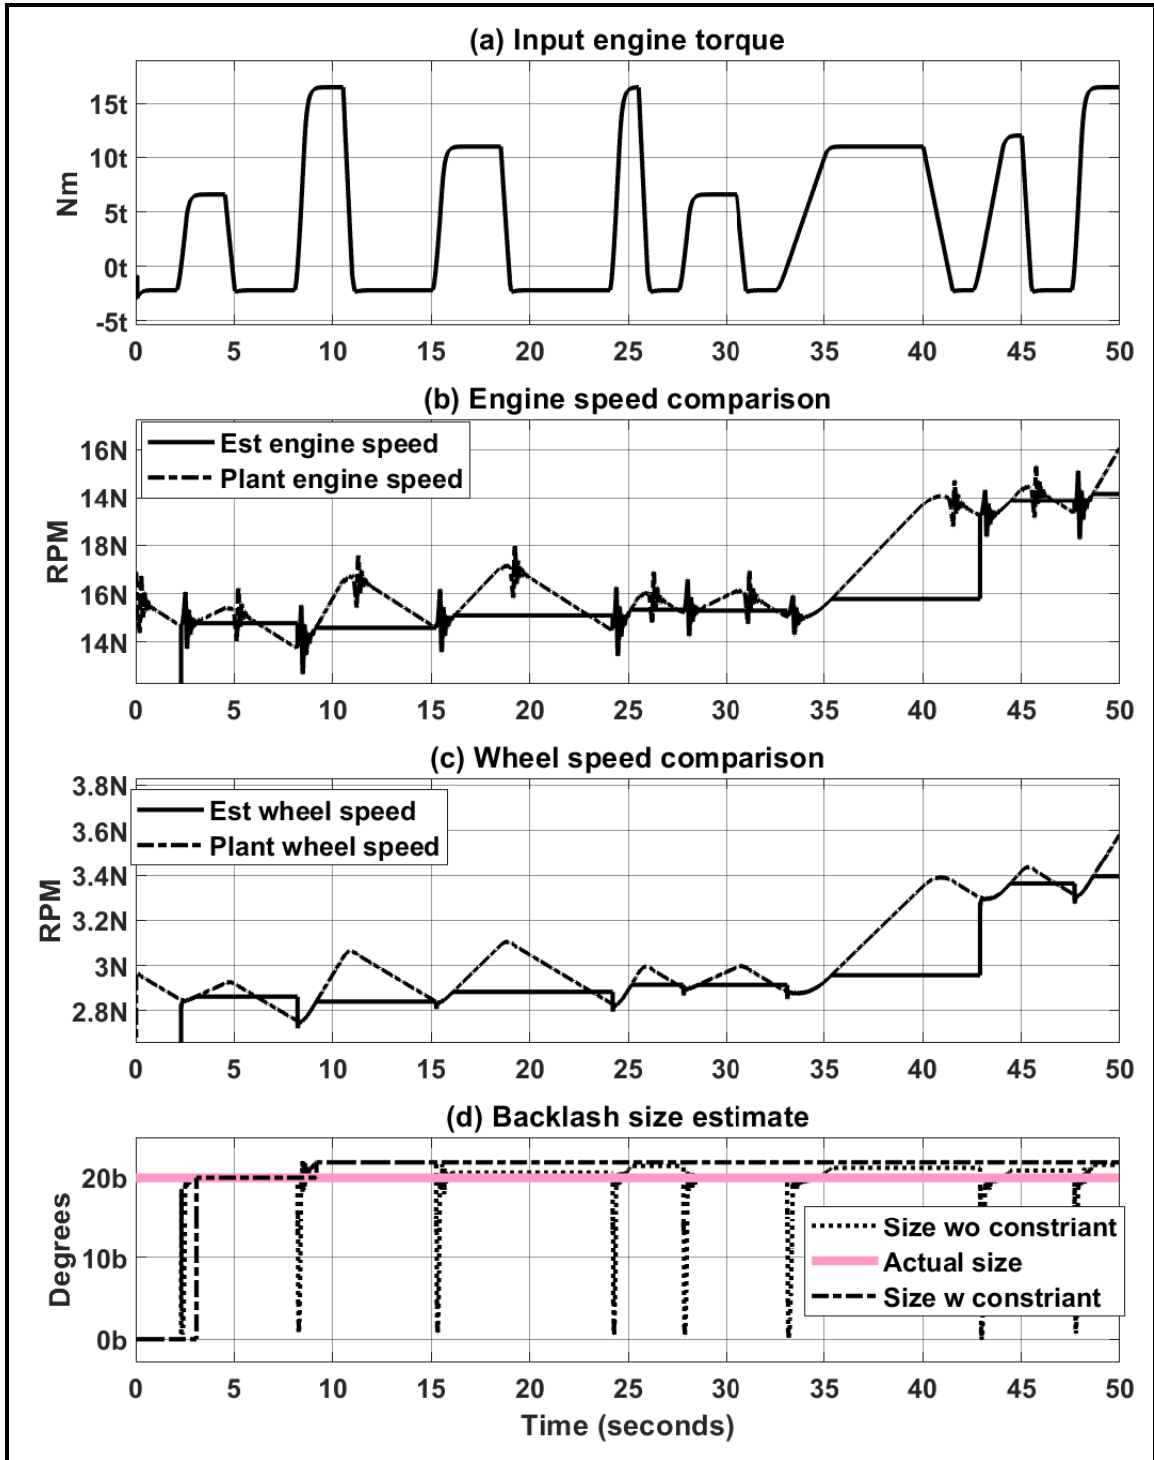 (a) Input engine torque
15t
10t
5t
0t
-5t
Nm
0 5 10 15 20 25 30 35 40 45 50
(b) Engine speed comparison
Est engine speed
Plant engine speed
16N
14N
18N
16N
14N
RPM
0 5 10 15 20 25 30 35 40 45 50
(c) Wheel speed comparison
Est wheel speed
Plant wheel speed
3.8N
3.6N
3.4N
3.2N
3N
2.8N
RPM
0 5 10 15 20 25 30 35 40 45 50
(d) Backlash size estimate
20b
10b
0b
Degrees
Size wo constriant
Actual size
Size w constriant
0 5 10 15 20 25 30 35 40 45 50
Time (seconds)